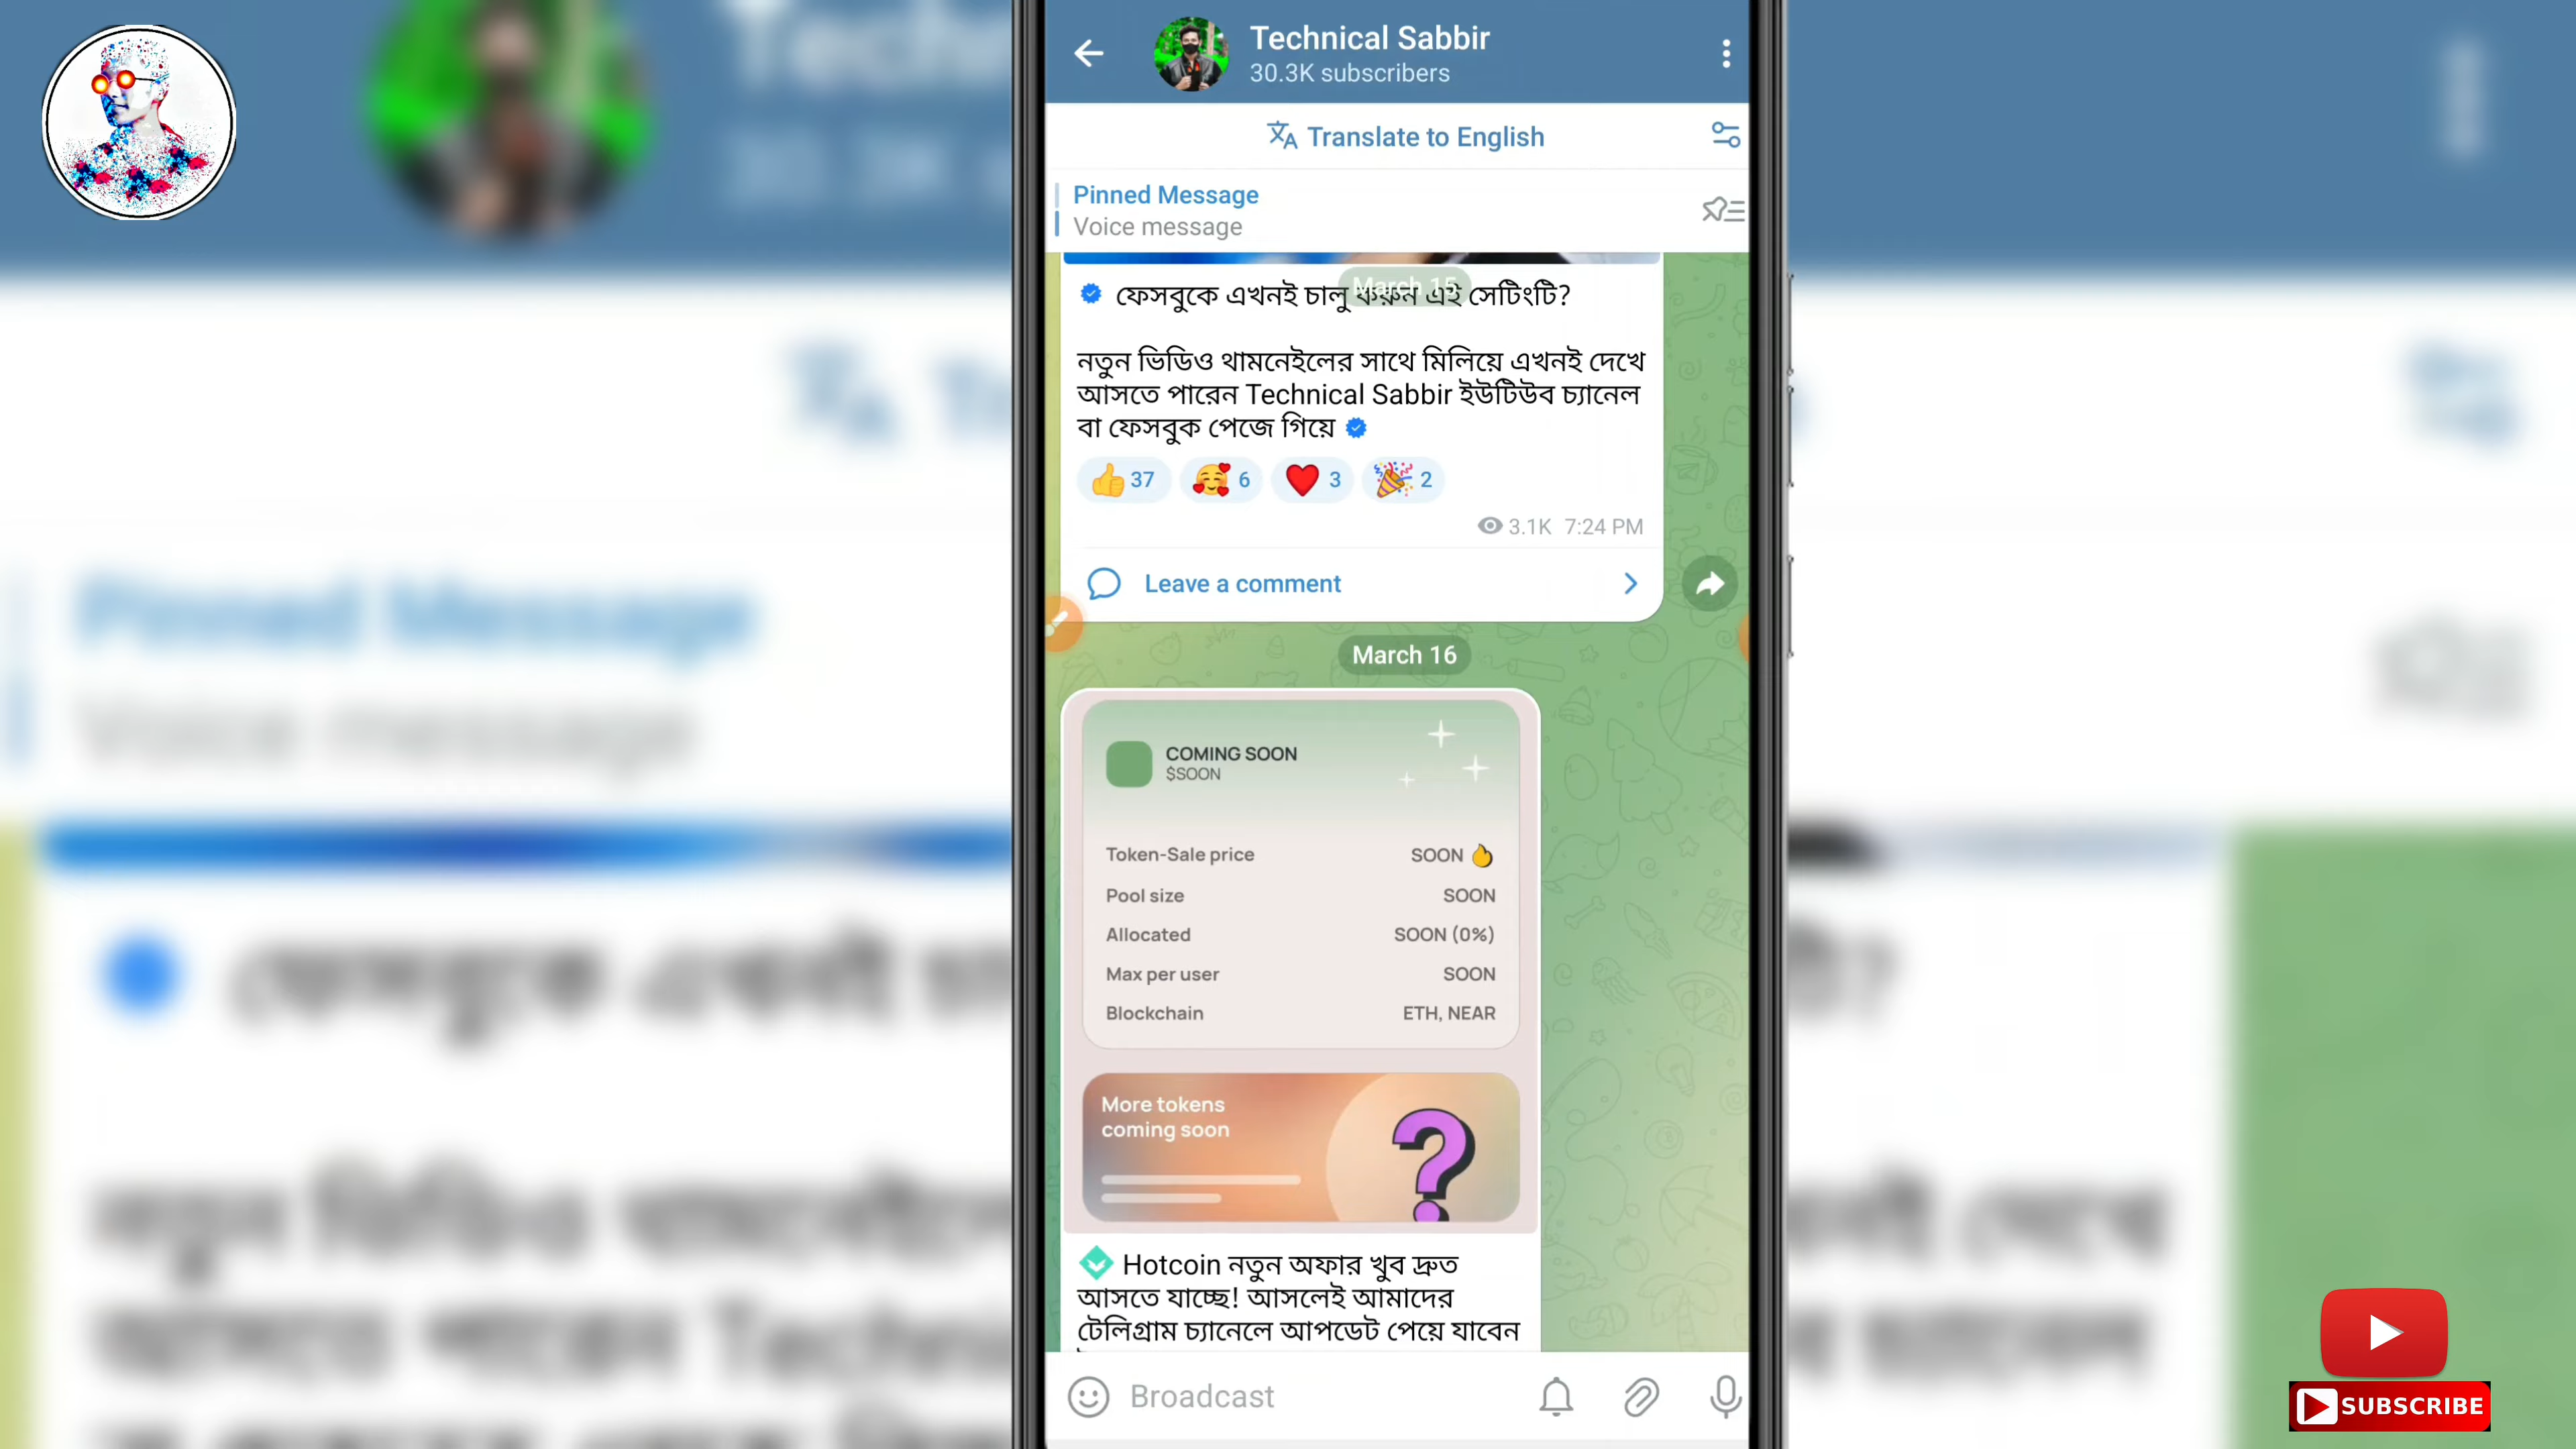 Technical Sabbir
30.3K subscribers
Translate to English
Pinned Message
Voice message
March 15
ফেসবুকে এখনই চালু করুন এই সেটিংটি?
নতুন ভিডিও থামনেইলের সাথে মিলিয়ে এখনই দেখে
আসতে পারেন Technical Sabbir ইউটিউব চ্যানেল
বা ফেসবুক পেজে গিয়ে
37 6 3 2
3.1K 7:24 PM
Leave a comment
March 16
COMING SOON
$SOON
Token-Sale price SOON
Pool size SOON
Allocated SOON (0%)
Max per user SOON
Blockchain ETH, NEAR
More tokens
coming soon
?
Hotcoin নতুন অফার খুব দ্রুত
আসতে যাচ্ছে! আসলেই আমাদের
টেলিগ্রাম চ্যানেলে আপডেট পেয়ে যাবেন
Broadcast
SUBSCRIBE